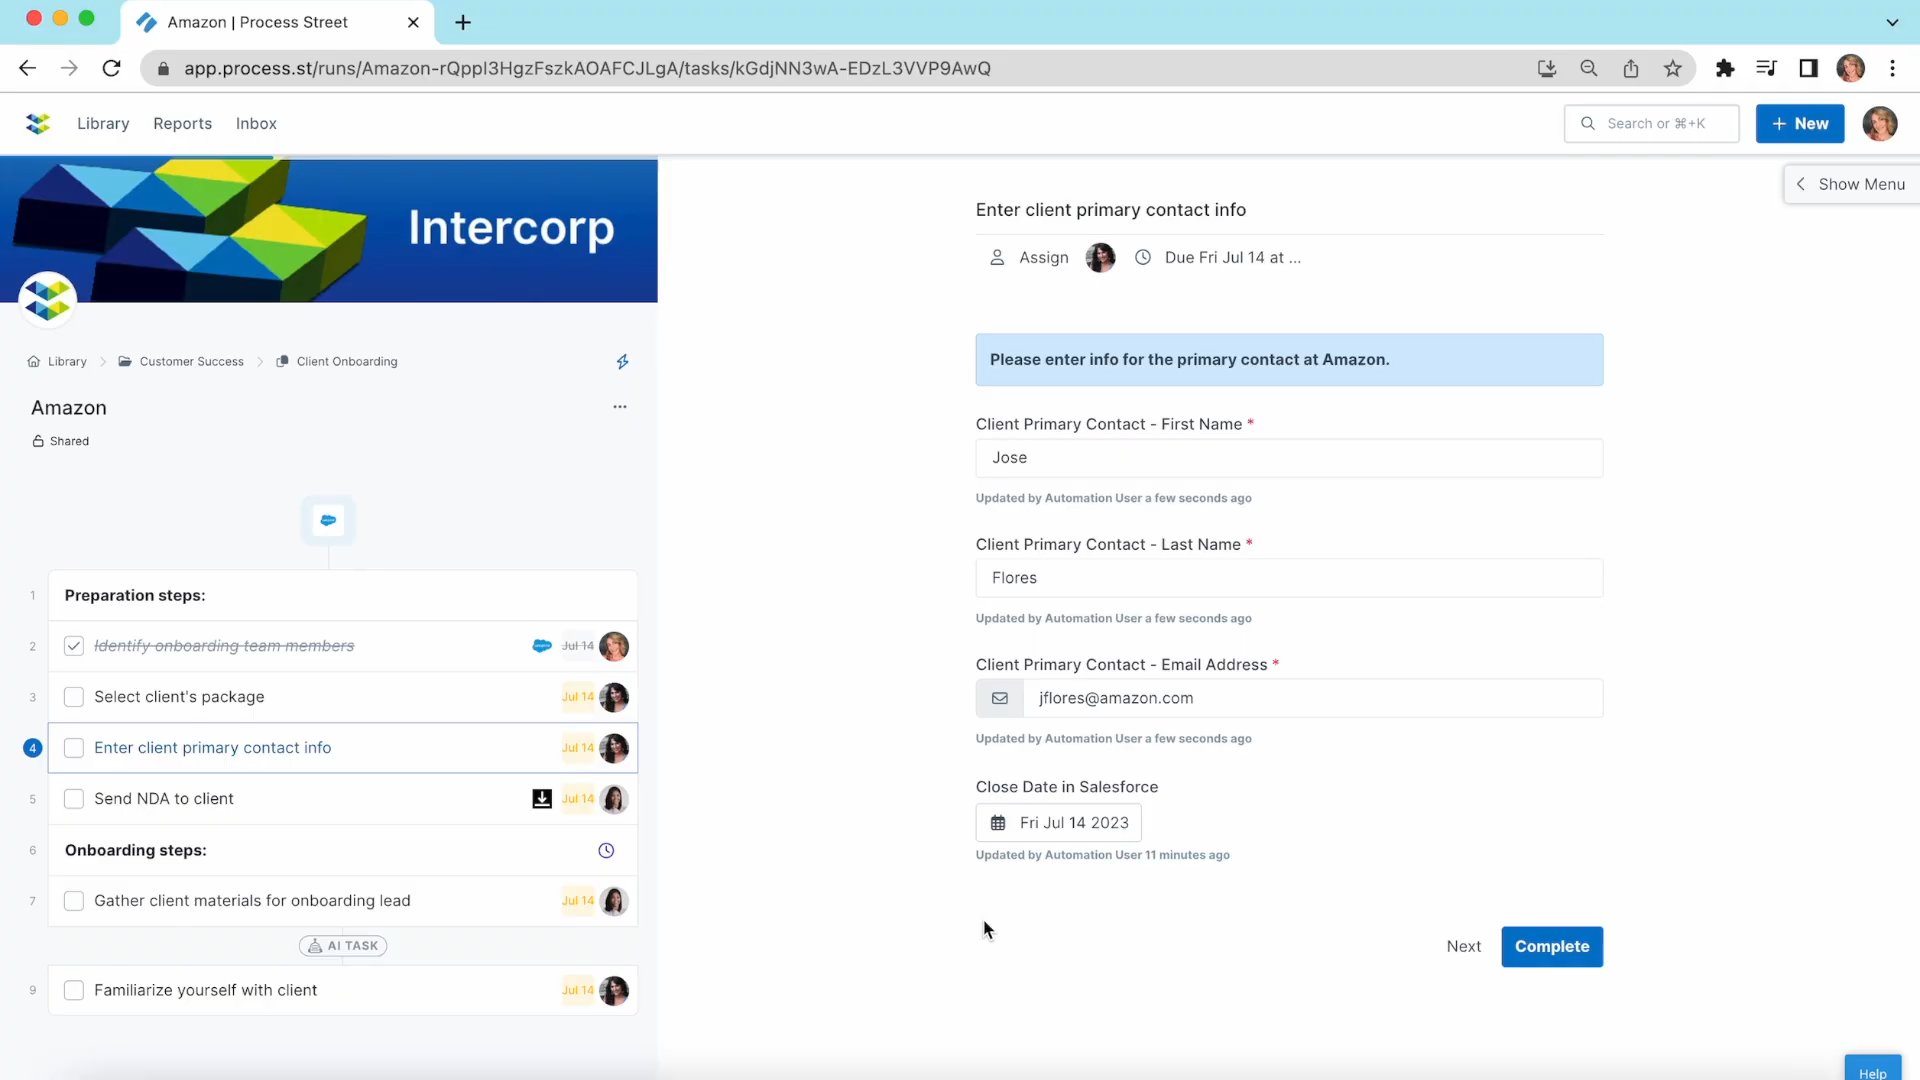 Amazon | Process Street
app.process.st/runs/Amazon-rQppI3HgzFszkAOAFCJLgA/tasks/kGdjNN3wA-EDzL3VVP9AwQ
Library Reports Inbox
Search or ⌘+K
+ New
Show Menu
Intercorp
Library > Customer Success > Client Onboarding
Amazon
...
Shared
1 Preparation steps:
2 Identify onboarding team members Jul 14
3 Select client's package Jul 14
4 Enter client primary contact info Jul 14
5 Send NDA to client Jul 14
6 Onboarding steps:
7 Gather client materials for onboarding lead Jul 14
AI TASK
9 Familiarize yourself with client Jul 14
Enter client primary contact info
Assign Due Fri Jul 14 at ...
Please enter info for the primary contact at Amazon.
Client Primary Contact - First Name *
Jose
Updated by Automation User a few seconds ago
Client Primary Contact - Last Name *
Flores
Updated by Automation User a few seconds ago
Client Primary Contact - Email Address *
jflores@amazon.com
Updated by Automation User a few seconds ago
Close Date in Salesforce
Fri Jul 14 2023
Updated by Automation User 11 minutes ago
Next Complete
Help